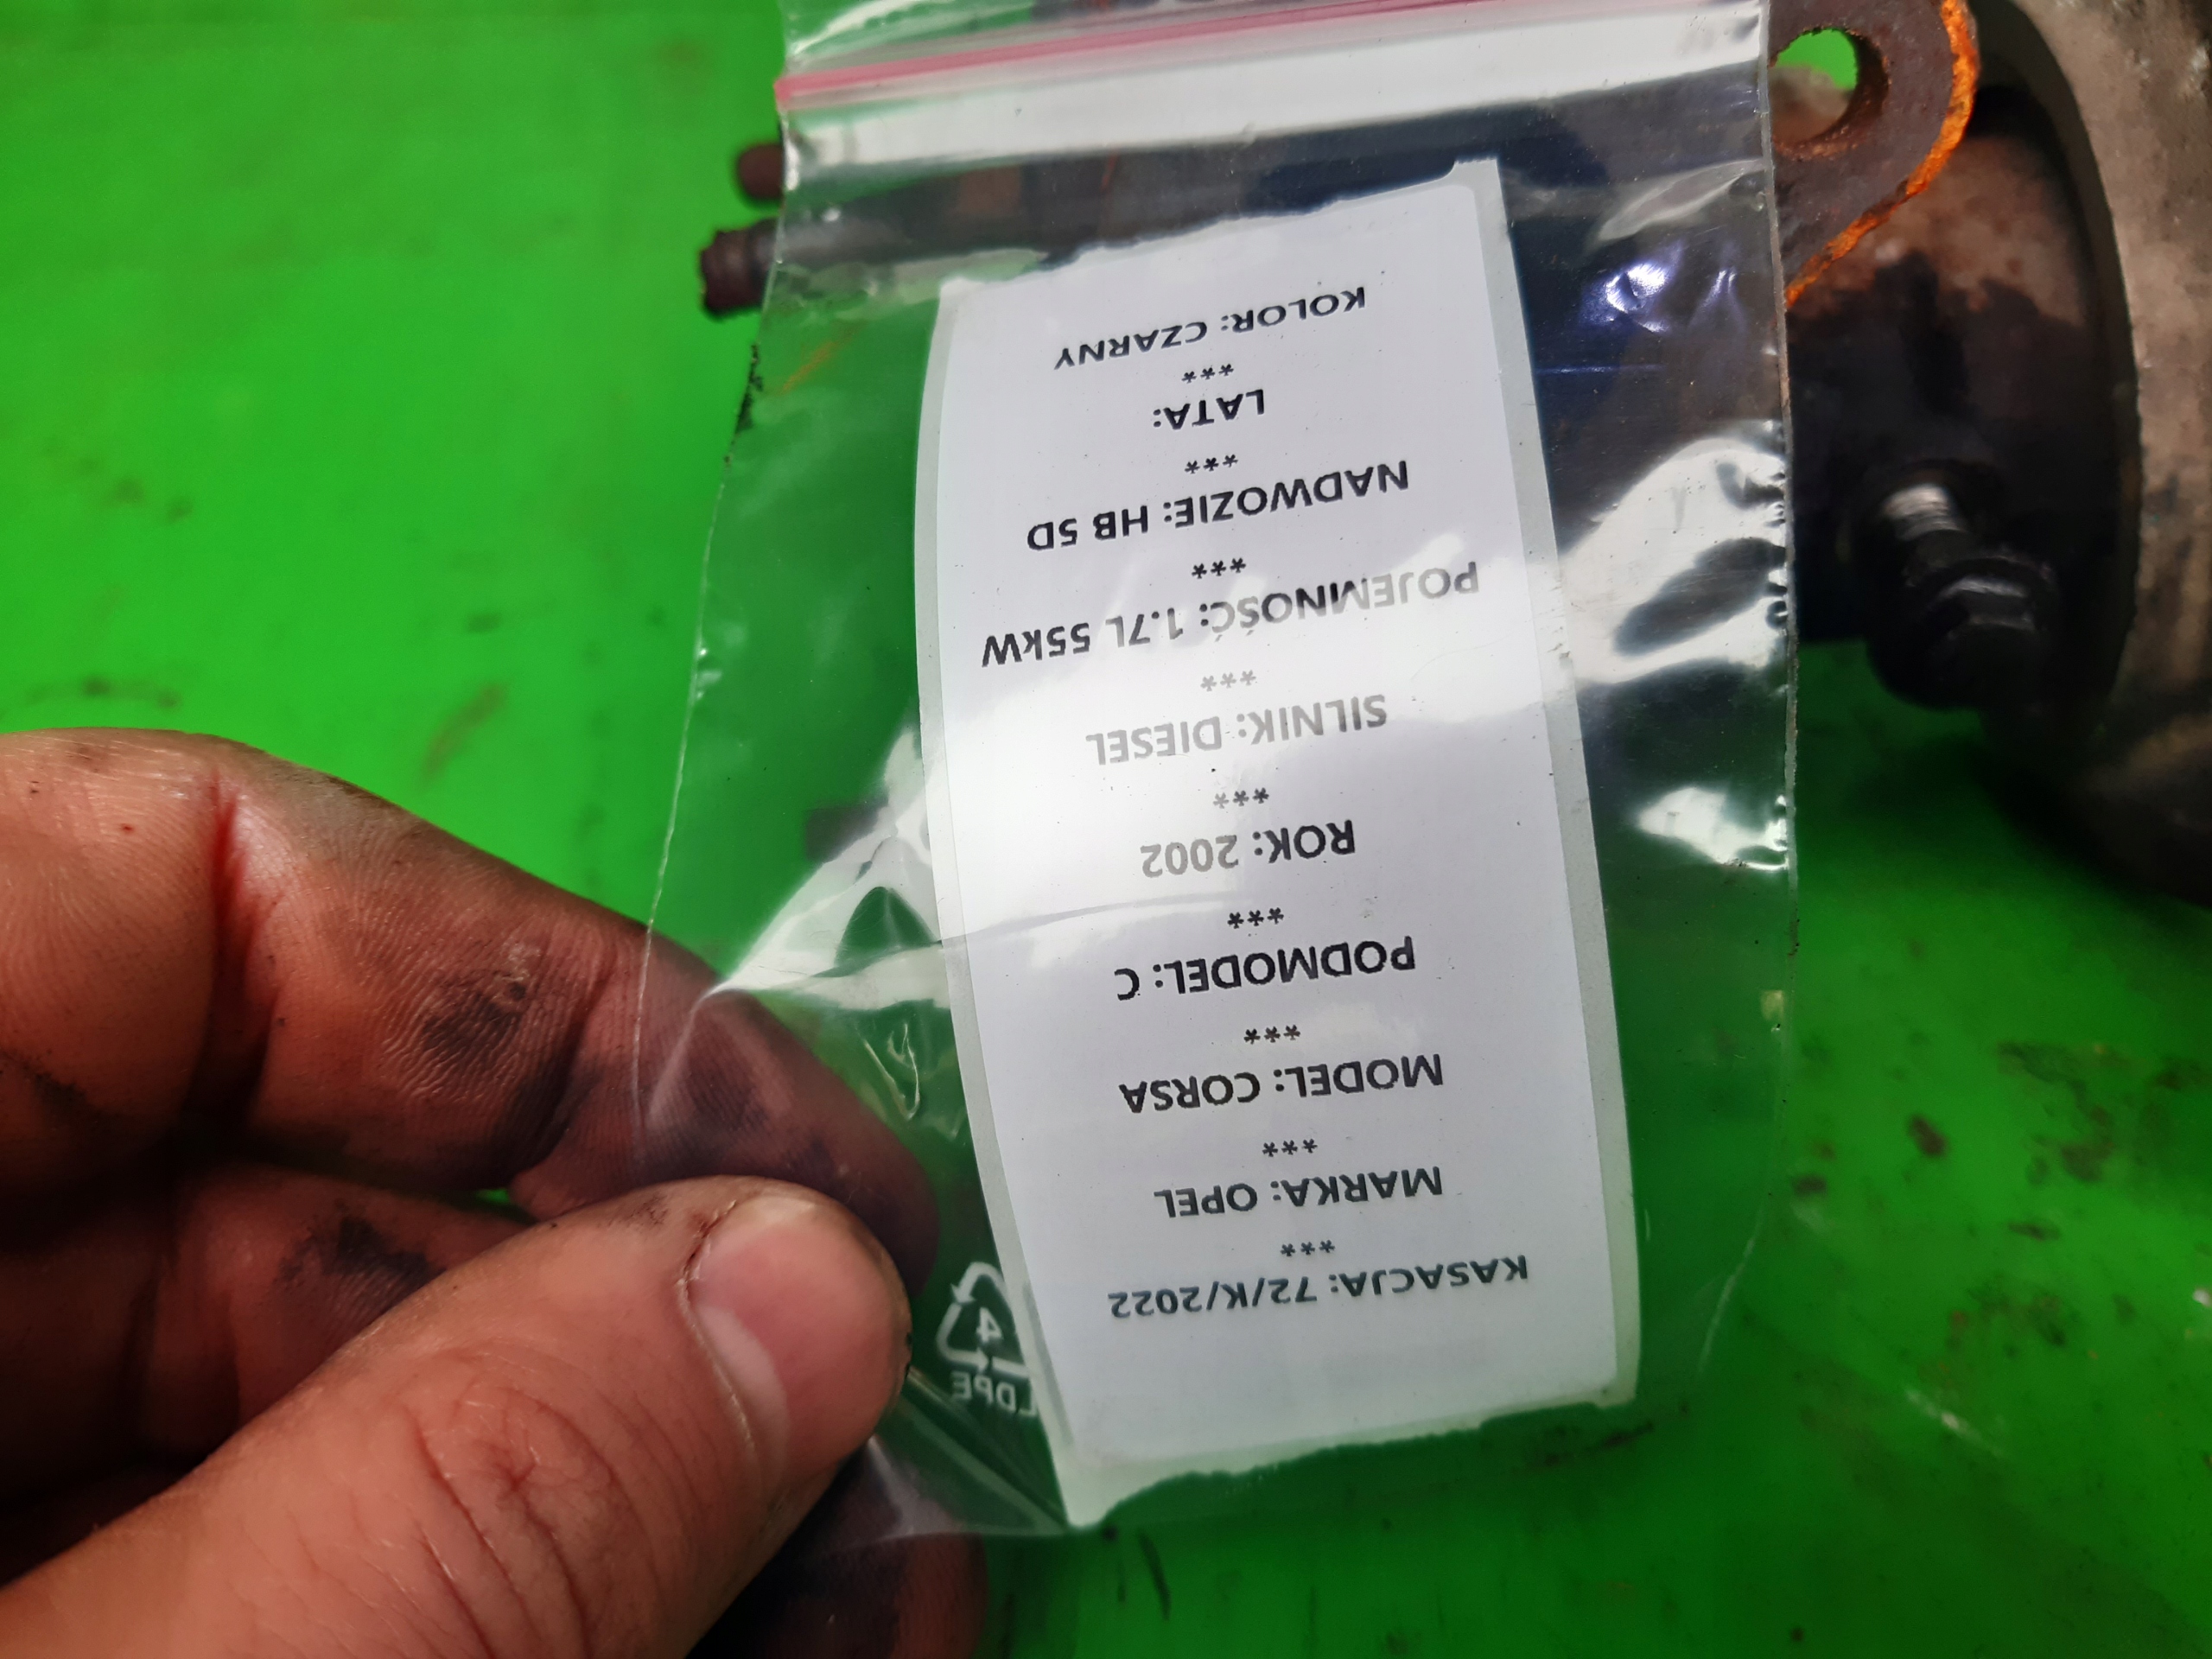 KASACJA: 72/K/2022
***
MARKA: OPEL
***
MODEL: CORSA
***
PODMODEL: C
***
ROK: 2002
***
SILNIK: DIESEL
***
POJEMNOŚĆ: 1.7L 55kW
***
NADWOZIE: HB 5D
***
LATA:
***
KOLOR: CZARNY
4
LDPE